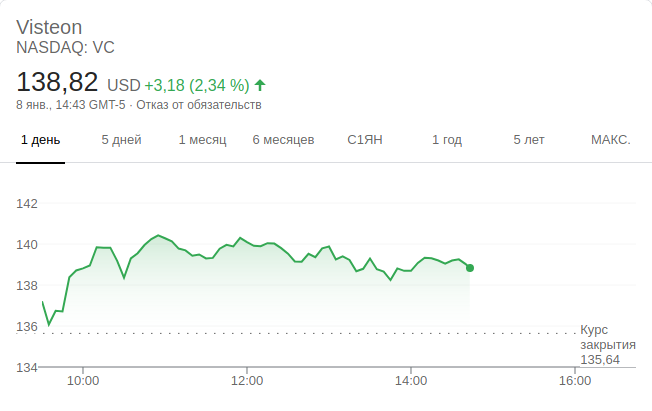 Visteon
NASDAQ: VC
138,82 USD +3,18 (2,34 %)
8 янв., 14:43 GMT-5 · Отказ от обязательств
1 день 5 дней 1 месяц 6 месяцев С1ЯН 1 год 5 лет МАКС.
142
140
138
136
Курс
закрытия
135,64
134
10:00 12:00 14:00 16:00